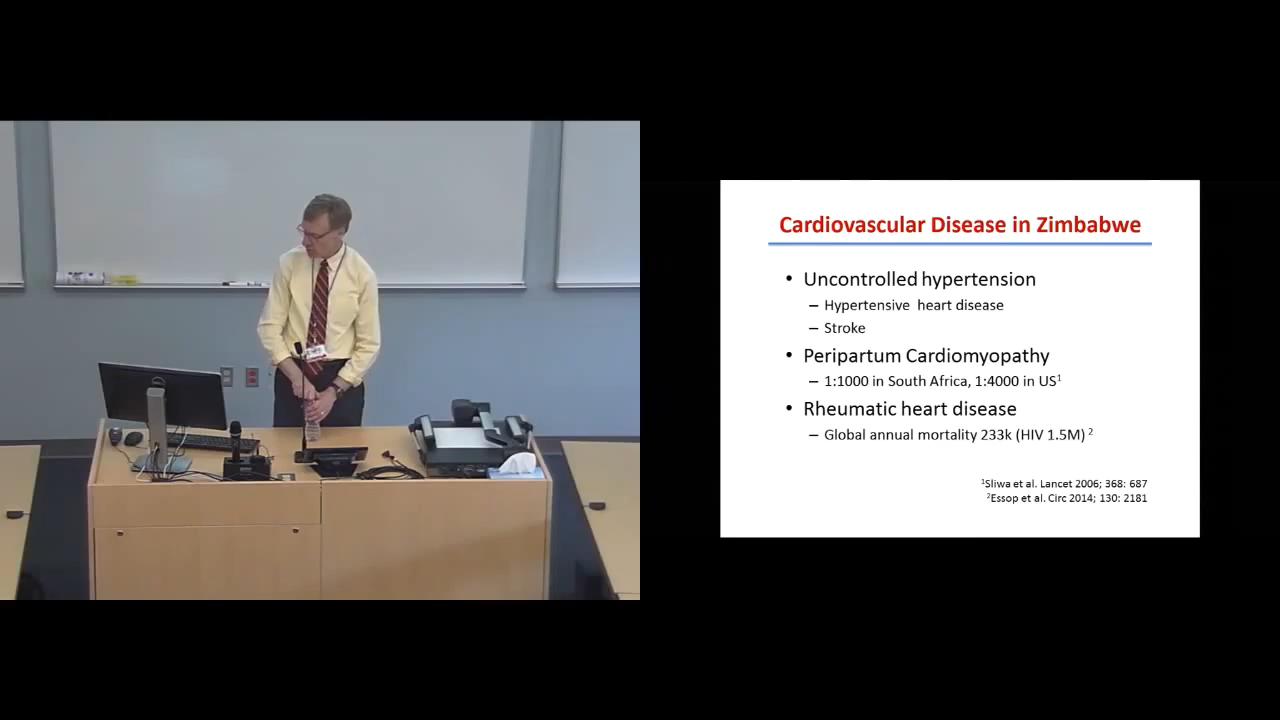 Cardiovascular Disease in Zimbabwe
• Uncontrolled hypertension
– Hypertensive heart disease
– Stroke
• Peripartum Cardiomyopathy
– 1:1000 in South Africa, 1:4000 in US¹
• Rheumatic heart disease
– Global annual mortality 233k (HIV 1.5M) ²
¹Sliwa et al. Lancet 2006; 368: 687
²Essop et al. Circ 2014; 130: 2181